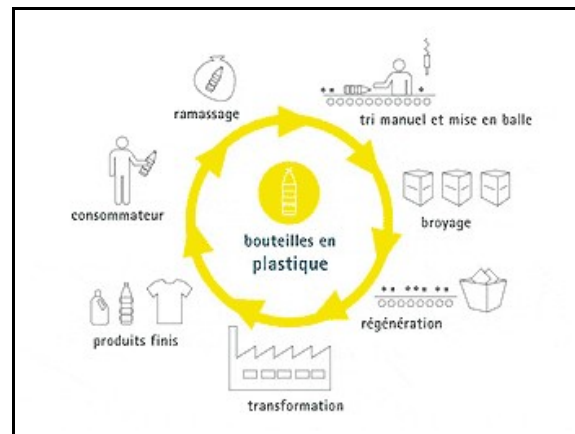 ramassage
tri manuel et mise en balle
consommateur
broyage
bouteilles en
plastique
régénération
produits finis
transformation